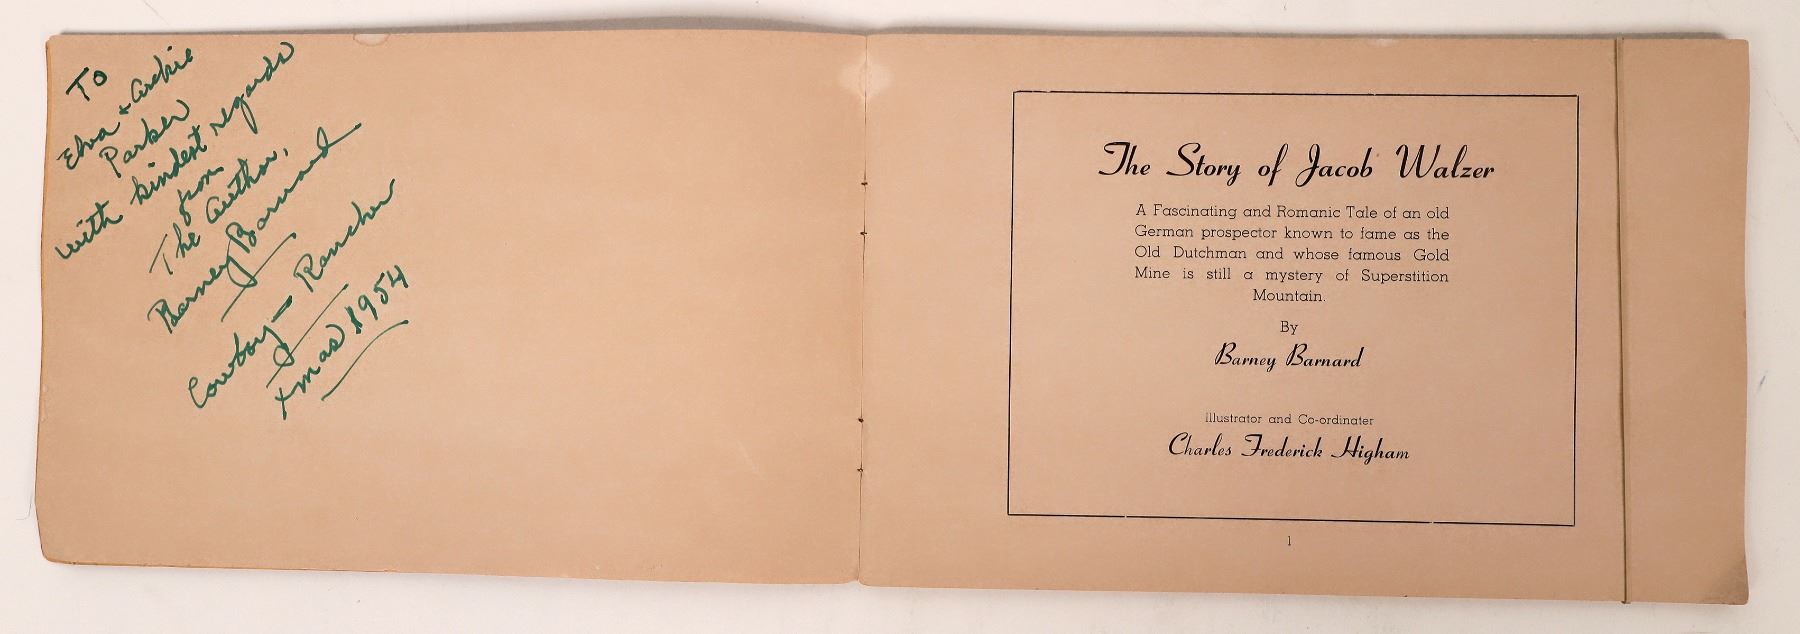 To
Elva + Archie
Parker
with kindest regards
from
The Author,
Barney Barnard
Cowboy - Rancher
Xmas 1954
The Story of Jacob Walzer
A Fascinating and Romanic Tale of an old
German prospector known to fame as the
Old Dutchman and whose famous Gold
Mine is still a mystery of Superstition
Mountain.
By
Barney Barnard
Illustrator and Co-ordinater
Charles Frederick Higham
1